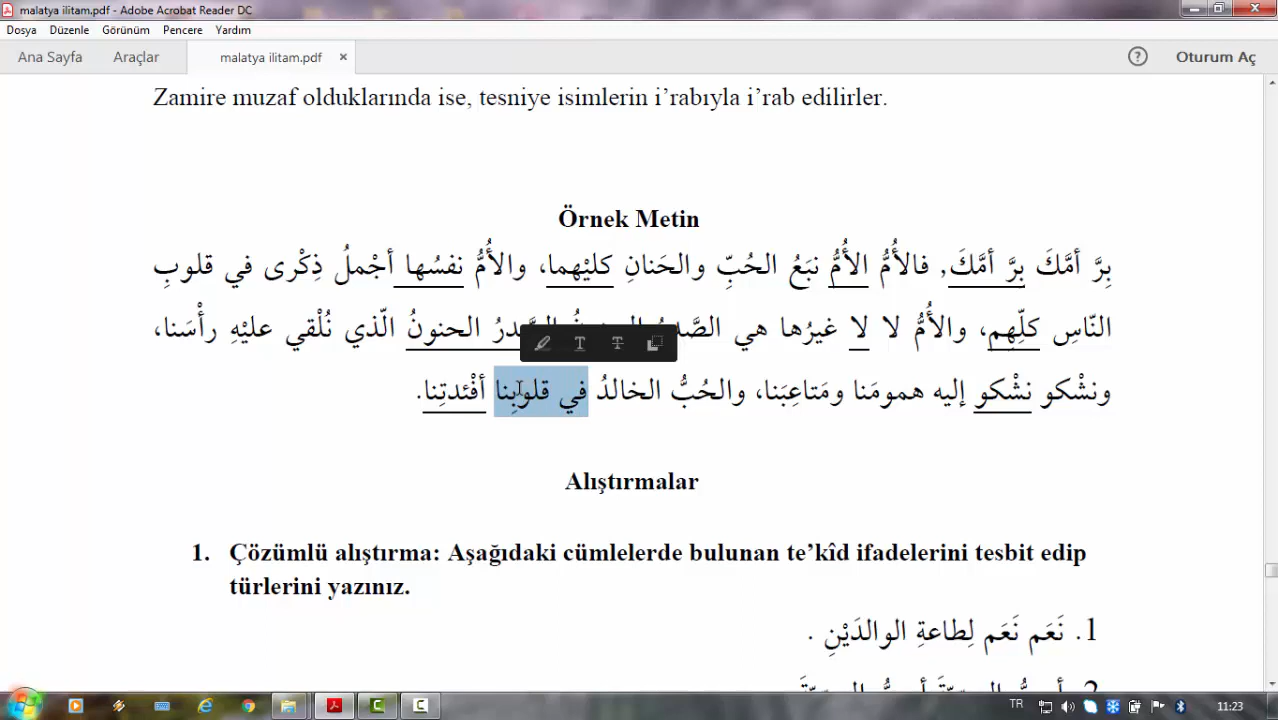 malatya ilitam.pdf - Adobe Acrobat Reader DC
Dosya Düzenle Görünüm Pencere Yardım
Ana Sayfa Araçlar malatya ilitam.pdf × ? Oturum Aç
Zamire muzaf olduklarında ise, tesniye isimlerin i’rabıyla i’rab edilirler.
Örnek Metin
بِرَّ أمَّكَ بِرَّ أمَّكَ, فالأُمُّ الأُمُّ نبَعُ الحُبِّ والحَنانِ كليْهما، والأُمُّ نفسُها أجْملُ ذِكْرى في قلوبِ
النّاسِ كلِّهِم، والأُمُّ لا لا غيرُها هي الصَّدرُ الحنونُ الَّذي نُلْقي عليْهِ رأْسَنا،
ونشْكو نشْكو إليه همومَنا ومَتاعِبَنا، والحُبُّ الخالدُ في قلوبِنا أفْئدتِنا.
Alıştırmalar
1. Çözümlü alıştırma: Aşağıdaki cümlelerde bulunan te’kîd ifadelerini tesbit edip
türlerini yazınız.
1. نَعَم نَعَم لِطاعةِ الوالدَيْنِ .
TR 11:23